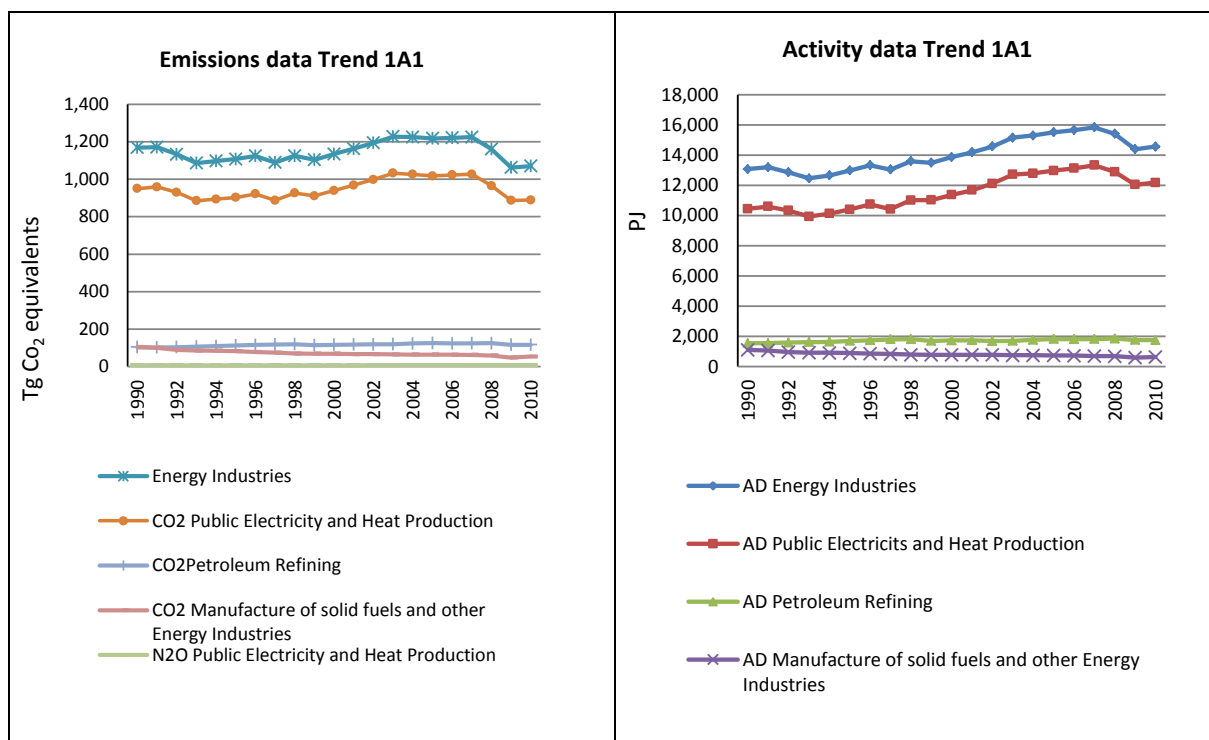 Emissions data Trend 1A1
Tg Co₂ equivalents
1,400
1,200
1,000
800
600
400
200
0
1990
1992
1994
1996
1998
2000
2002
2004
2006
2008
2010
Energy Industries
CO2 Public Electricity and Heat Production
CO2Petroleum Refining
CO2 Manufacture of solid fuels and other
Energy Industries
N2O Public Electricity and Heat Production
Activity data Trend 1A1
PJ
18,000
16,000
14,000
12,000
10,000
8,000
6,000
4,000
2,000
0
1990
1992
1994
1996
1998
2000
2002
2004
2006
2008
2010
AD Energy Industries
AD Public Electricits and Heat Production
AD Petroleum Refining
AD Manufacture of solid fuels and other Energy
Industries